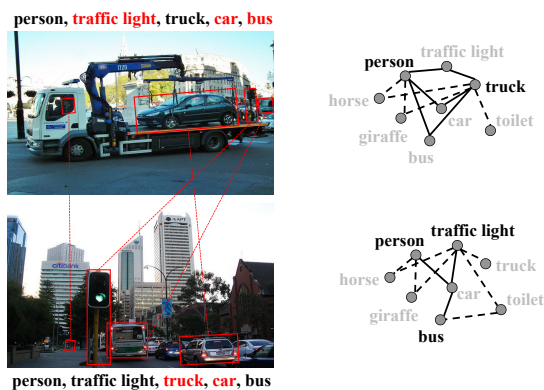 person, traffic light, truck, car, bus
traffic light
person
truck
horse
car
toilet
giraffe
bus
citibank
traffic light
person
truck
horse
car
toilet
giraffe
bus
person, traffic light, truck, car, bus